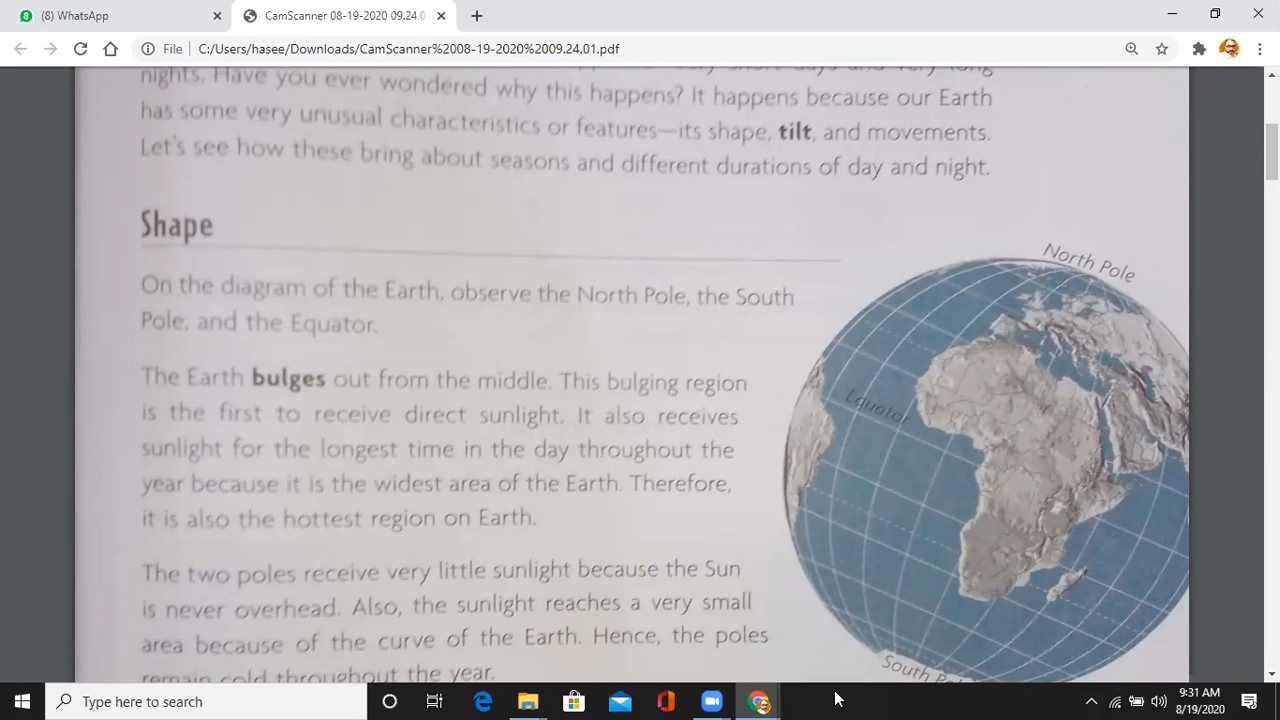 (8) WhatsApp
CamScanner 08-19-2020 09.24.0
File
C:/Users/hasee/Downloads/CamScanner%2008-19-2020%2009.24.01.pdf
nights. Have you ever wondered why this happens? It happens because our Earth
has some very unusual characteristics or features—its shape, tilt, and movements.
Let's see how these bring about seasons and different durations of day and night.
Shape
On the diagram of the Earth, observe the North Pole, the South
Pole, and the Equator.
The Earth bulges out from the middle. This bulging region
is the first to receive direct sunlight. It also receives
sunlight for the longest time in the day throughout the
year because it is the widest area of the Earth. Therefore,
it is also the hottest region on Earth.
The two poles receive very little sunlight because the Sun
is never overhead. Also, the sunlight reaches a very small
area because of the curve of the Earth. Hence, the poles
remain cold throughout the year.
North Pole
Equator
South
Type here to search
9:31 AM
8/19/2020